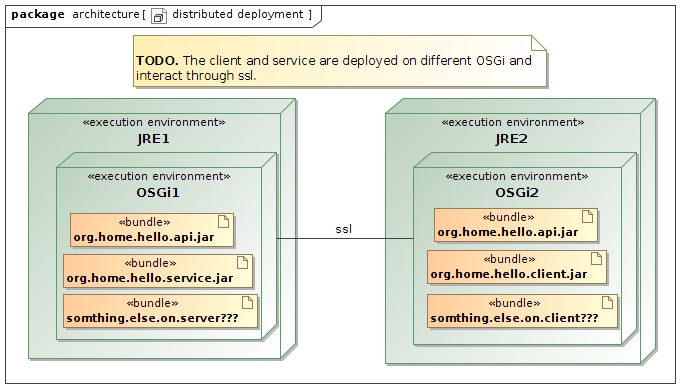 package architecture [ distributed deployment ]
TODO. The client and service are deployed on different OSGi and
interact through ssl.
«execution environment»
JRE1
«execution environment»
OSGi1
«bundle»
org.home.hello.api.jar
«bundle»
org.home.hello.service.jar
«bundle»
somthing.else.on.server???
ssl
«execution environment»
JRE2
«execution environment»
OSGi2
«bundle»
org.home.hello.api.jar
«bundle»
org.home.hello.client.jar
«bundle»
somthing.else.on.client???